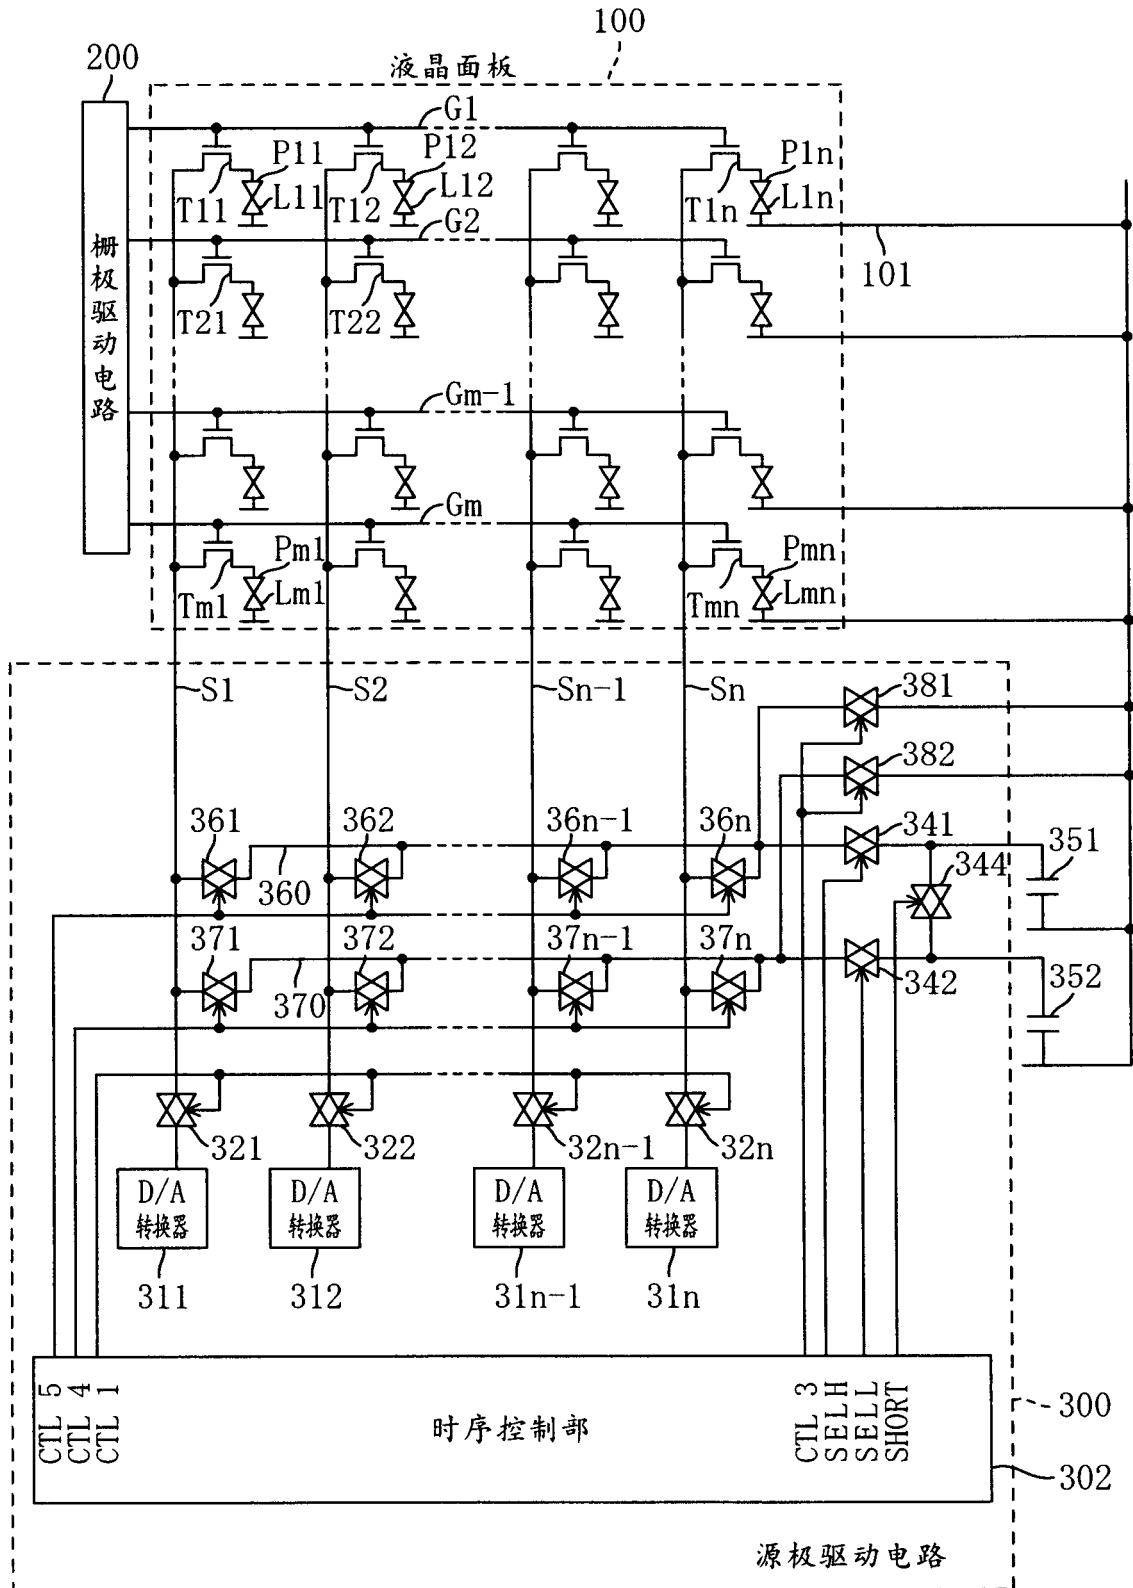 100
200
液晶面板
G1
P11
P12
P1n
T11
L11
T12
L12
T1n
L1n
G2
101
栅极驱动电路
T21
T22
Gm-1
Gm
Pm1
Pmn
Tm1
Lm1
Tmn
Lmn
S1
S2
Sn-1
Sn
381
382
361
362
36n-1
36n
341
351
344
360
371
372
37n-1
37n
370
342
352
321
322
32n-1
32n
D/A
转换器
D/A
转换器
D/A
转换器
D/A
转换器
311
312
31n-1
31n
CTL 5
CTL 4
CTL 1
时序控制部
CTL 3
SELH
SELL
SHORT
300
302
源极驱动电路